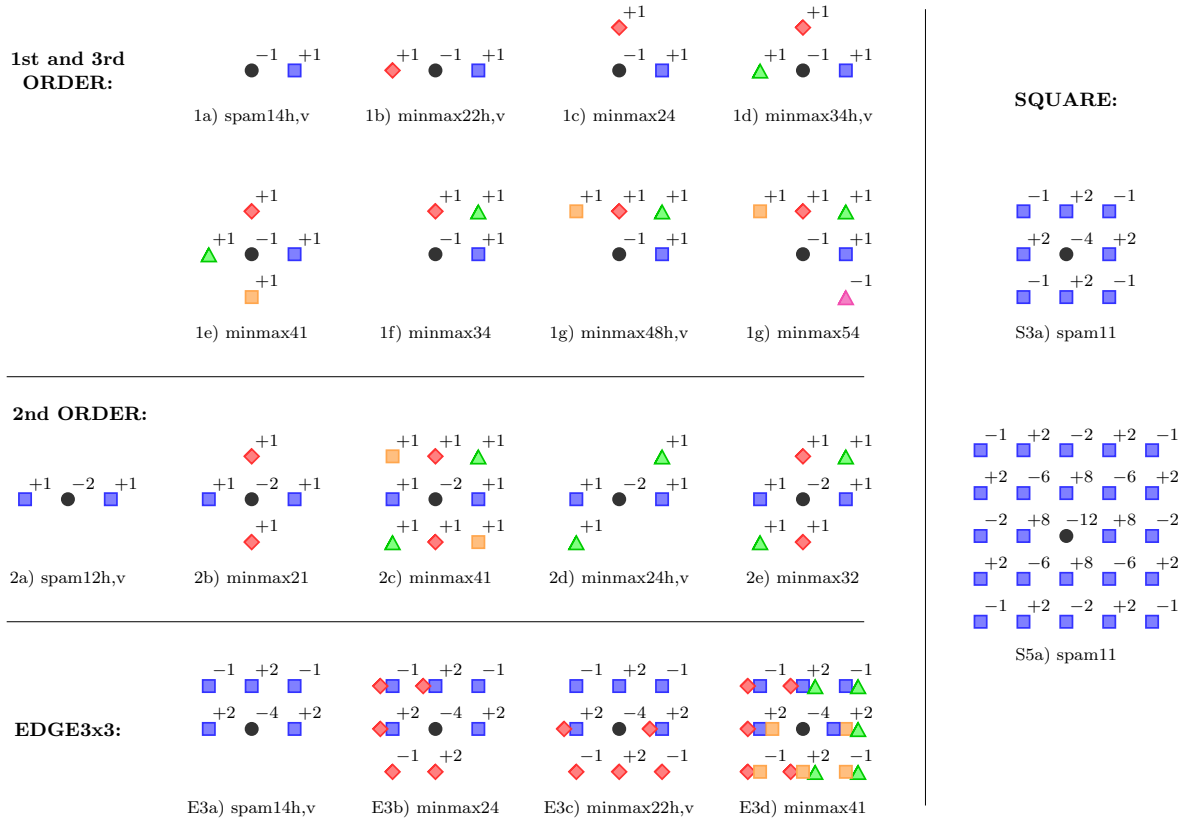 1st and 3rd
ORDER:
+1
+1
−1 +1
+1 −1 +1
−1 +1
+1 −1 +1
1a) spam14h,v
1b) minmax22h,v
1c) minmax24
1d) minmax34h,v
+1
+1 +1
+1 +1 +1
+1 +1 +1
+1 −1 +1
−1 +1
−1 +1
−1 +1
+1
−1
1e) minmax41
1f) minmax34
1g) minmax48h,v
1g) minmax54
2nd ORDER:
+1
+1 +1 +1
+1
+1 +1
+1 −2 +1
+1 −2 +1
+1 −2 +1
+1 −2 +1
+1 −2 +1
+1
+1 +1 +1
+1
+1 +1
2a) spam12h,v
2b) minmax21
2c) minmax41
2d) minmax24h,v
2e) minmax32
EDGE3x3:
−1 +2 −1
−1 +2 −1
−1 +2 −1
−1 +2 −1
+2 −4 +2
+2 −4 +2
+2 −4 +2
+2 −4 +2
−1 +2
−1 +2 −1
−1 +2 −1
E3a) spam14h,v
E3b) minmax24
E3c) minmax22h,v
E3d) minmax41
SQUARE:
−1 +2 −1
+2 −4 +2
−1 +2 −1
S3a) spam11
−1 +2 −2 +2 −1
+2 −6 +8 −6 +2
−2 +8 −12 +8 −2
+2 −6 +8 −6 +2
−1 +2 −2 +2 −1
S5a) spam11